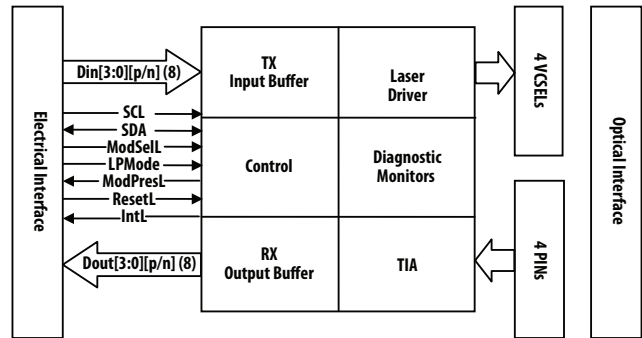 Electrical Interface
Din[3:0][p/n] (8)
SCL
SDA
ModSelL
LPMode
ModPresL
ResetL
IntL
Dout[3:0][p/n] (8)
TX
Input Buffer
Laser
Driver
Control
Diagnostic
Monitors
RX
Output Buffer
TIA
4 VCSELs
4 PINs
Optical Interface